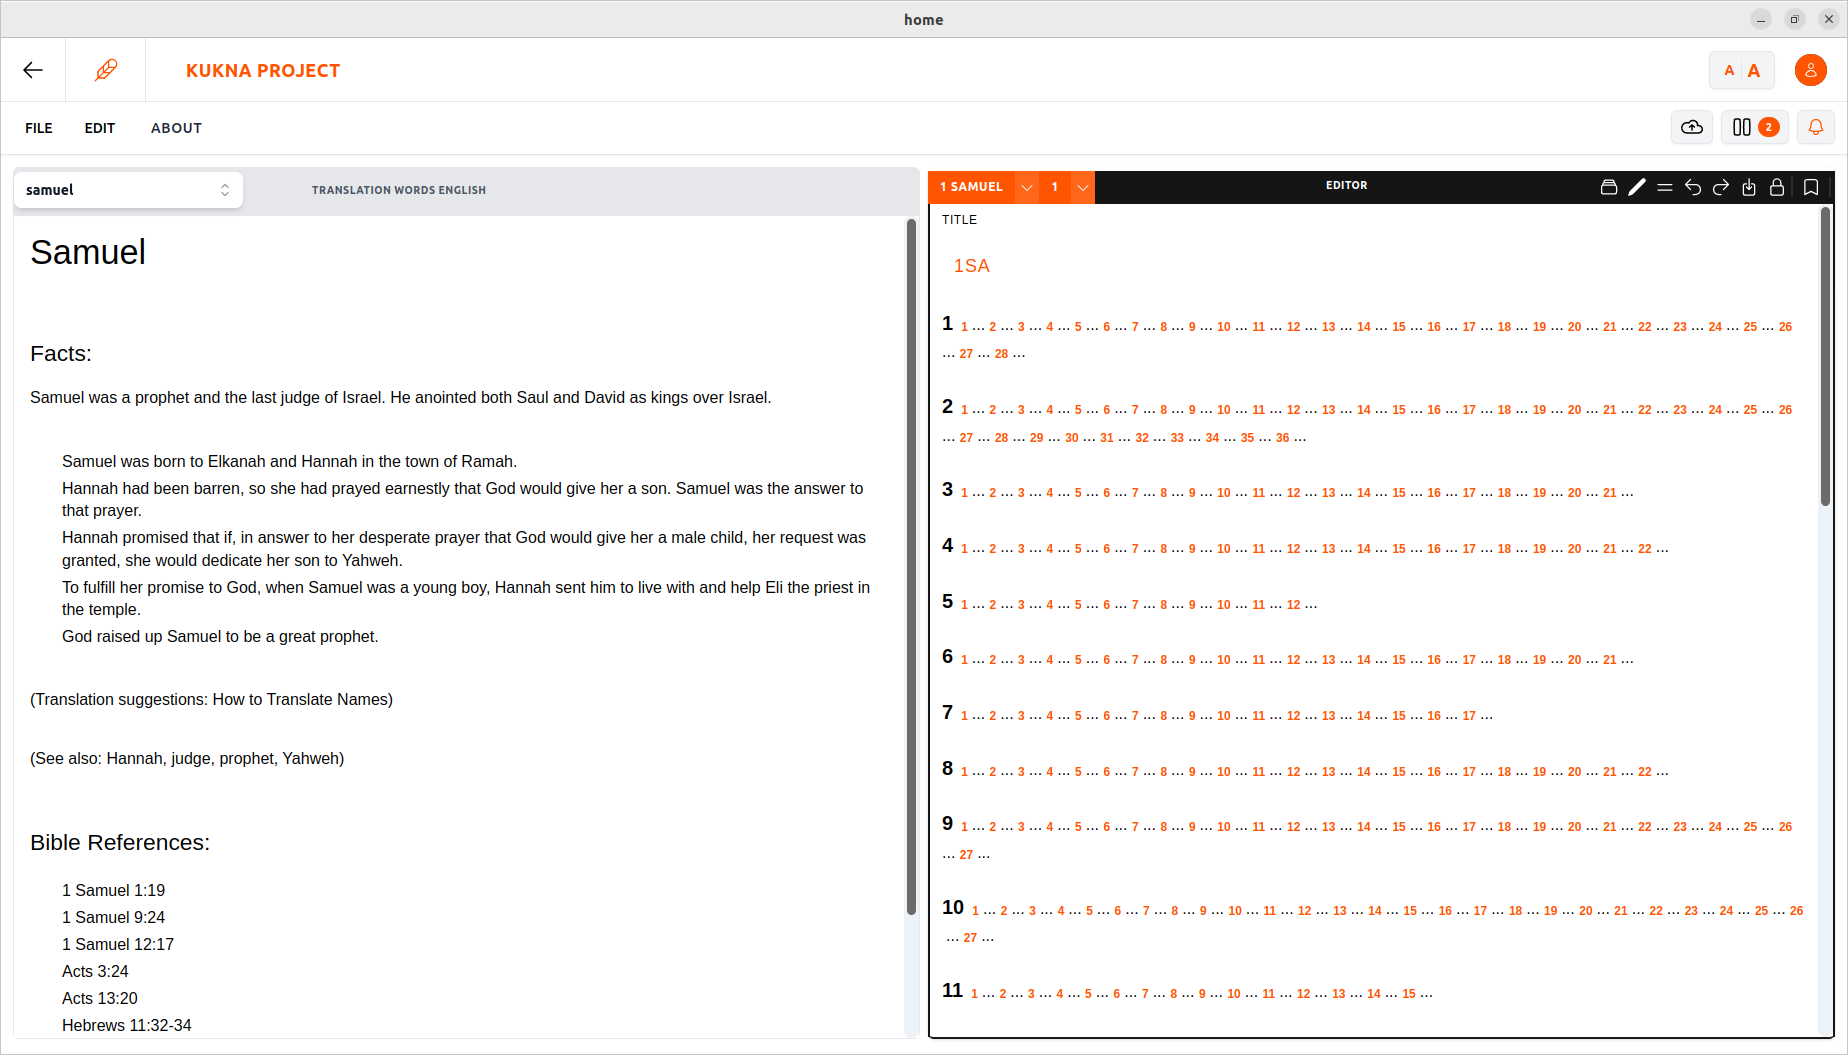 home
KUKNA PROJECT
A A
FILE EDIT ABOUT
2
samuel
TRANSLATION WORDS ENGLISH
Samuel
Facts:
Samuel was a prophet and the last judge of Israel. He anointed both Saul and David as kings over Israel.
Samuel was born to Elkanah and Hannah in the town of Ramah.
Hannah had been barren, so she had prayed earnestly that God would give her a son. Samuel was the answer to
that prayer.
Hannah promised that if, in answer to her desperate prayer that God would give her a male child, her request was
granted, she would dedicate her son to Yahweh.
To fulfill her promise to God, when Samuel was a young boy, Hannah sent him to live with and help Eli the priest in
the temple.
God raised up Samuel to be a great prophet.
(Translation suggestions: How to Translate Names)
(See also: Hannah, judge, prophet, Yahweh)
Bible References:
1 Samuel 1:19
1 Samuel 9:24
1 Samuel 12:17
Acts 3:24
Acts 13:20
Hebrews 11:32-34
1 SAMUEL 1 EDITOR
TITLE
1SA
1 1 ... 2 ... 3 ... 4 ... 5 ... 6 ... 7 ... 8 ... 9 ... 10 ... 11 ... 12 ... 13 ... 14 ... 15 ... 16 ... 17 ... 18 ... 19 ... 20 ... 21 ... 22 ... 23 ... 24 ... 25 ... 26
... 27 ... 28 ...
2 1 ... 2 ... 3 ... 4 ... 5 ... 6 ... 7 ... 8 ... 9 ... 10 ... 11 ... 12 ... 13 ... 14 ... 15 ... 16 ... 17 ... 18 ... 19 ... 20 ... 21 ... 22 ... 23 ... 24 ... 25 ... 26
... 27 ... 28 ... 29 ... 30 ... 31 ... 32 ... 33 ... 34 ... 35 ... 36 ...
3 1 ... 2 ... 3 ... 4 ... 5 ... 6 ... 7 ... 8 ... 9 ... 10 ... 11 ... 12 ... 13 ... 14 ... 15 ... 16 ... 17 ... 18 ... 19 ... 20 ... 21 ...
4 1 ... 2 ... 3 ... 4 ... 5 ... 6 ... 7 ... 8 ... 9 ... 10 ... 11 ... 12 ... 13 ... 14 ... 15 ... 16 ... 17 ... 18 ... 19 ... 20 ... 21 ... 22 ...
5 1 ... 2 ... 3 ... 4 ... 5 ... 6 ... 7 ... 8 ... 9 ... 10 ... 11 ... 12 ...
6 1 ... 2 ... 3 ... 4 ... 5 ... 6 ... 7 ... 8 ... 9 ... 10 ... 11 ... 12 ... 13 ... 14 ... 15 ... 16 ... 17 ... 18 ... 19 ... 20 ... 21 ...
7 1 ... 2 ... 3 ... 4 ... 5 ... 6 ... 7 ... 8 ... 9 ... 10 ... 11 ... 12 ... 13 ... 14 ... 15 ... 16 ... 17 ...
8 1 ... 2 ... 3 ... 4 ... 5 ... 6 ... 7 ... 8 ... 9 ... 10 ... 11 ... 12 ... 13 ... 14 ... 15 ... 16 ... 17 ... 18 ... 19 ... 20 ... 21 ... 22 ...
9 1 ... 2 ... 3 ... 4 ... 5 ... 6 ... 7 ... 8 ... 9 ... 10 ... 11 ... 12 ... 13 ... 14 ... 15 ... 16 ... 17 ... 18 ... 19 ... 20 ... 21 ... 22 ... 23 ... 24 ... 25 ... 26
... 27 ...
10 1 ... 2 ... 3 ... 4 ... 5 ... 6 ... 7 ... 8 ... 9 ... 10 ... 11 ... 12 ... 13 ... 14 ... 15 ... 16 ... 17 ... 18 ... 19 ... 20 ... 21 ... 22 ... 23 ... 24 ... 25 ... 26
... 27 ...
11 1 ... 2 ... 3 ... 4 ... 5 ... 6 ... 7 ... 8 ... 9 ... 10 ... 11 ... 12 ... 13 ... 14 ... 15 ...